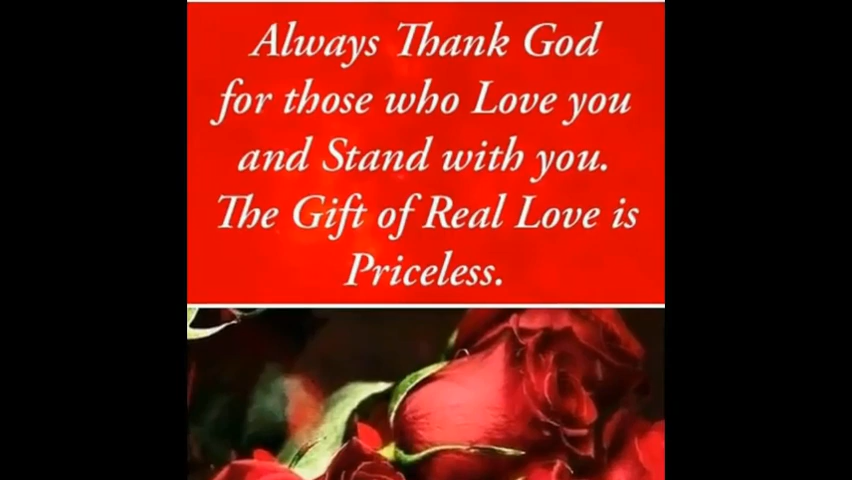 Always Thank God
for those who Love you
and Stand with you.
The Gift of Real Love is
Priceless.